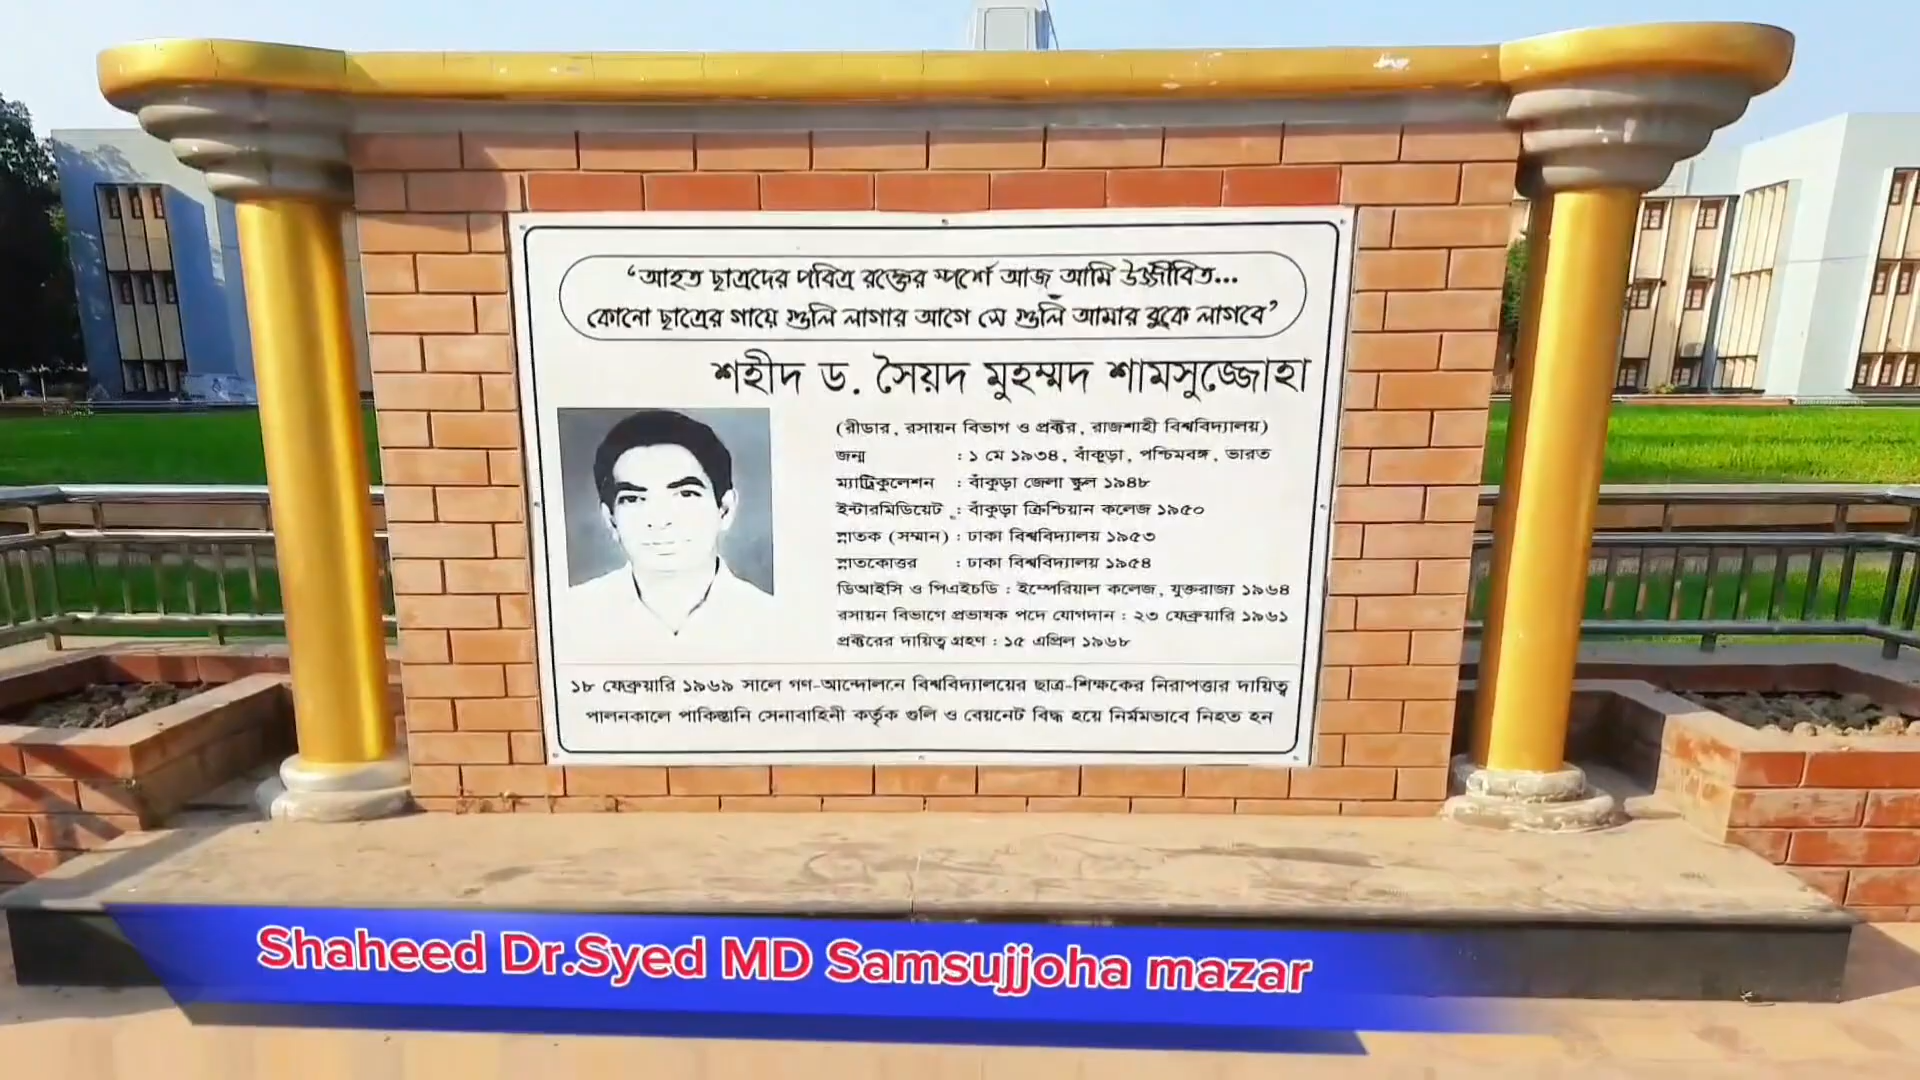 ‘আহত ছাত্রদের পবিত্র রক্তের স্পর্শে আজ আমি উজ্জীবিত...
কোনো ছাত্রের গায়ে গুলি লাগার আগে সে গুলি আমার বুকে লাগবে’
শহীদ ড. সৈয়দ মুহম্মদ শামসুজ্জোহা
(রীডার, রসায়ন বিভাগ ও প্রক্টর, রাজশাহী বিশ্ববিদ্যালয়)
জন্ম : ১ মে ১৯৩৪, বাঁকুড়া, পশ্চিমবঙ্গ, ভারত
ম্যাট্রিকুলেশন : বাঁকুড়া জেলা স্কুল ১৯৪৮
ইন্টারমিডিয়েট : বাঁকুড়া ক্রিশ্চিয়ান কলেজ ১৯৫০
স্নাতক (সম্মান) : ঢাকা বিশ্ববিদ্যালয় ১৯৫৩
স্নাতকোত্তর : ঢাকা বিশ্ববিদ্যালয় ১৯৫৪
ডিআইসি ও পিএইচডি : ইম্পেরিয়াল কলেজ, যুক্তরাজ্য ১৯৬৪
রসায়ন বিভাগে প্রভাষক পদে যোগদান : ২৩ ফেব্রুয়ারি ১৯৬১
প্রক্টরের দায়িত্ব গ্রহণ : ১৫ এপ্রিল ১৯৬৮
১৮ ফেব্রুয়ারি ১৯৬৯ সালে গণ-আন্দোলনে বিশ্ববিদ্যালয়ের ছাত্র-শিক্ষকের নিরাপত্তার দায়িত্ব
পালনকালে পাকিস্তানি সেনাবাহিনী কর্তৃক গুলি ও বেয়নেট বিদ্ধ হয়ে নির্মমভাবে নিহত হন
Shaheed Dr.Syed MD Samsujjoha mazar